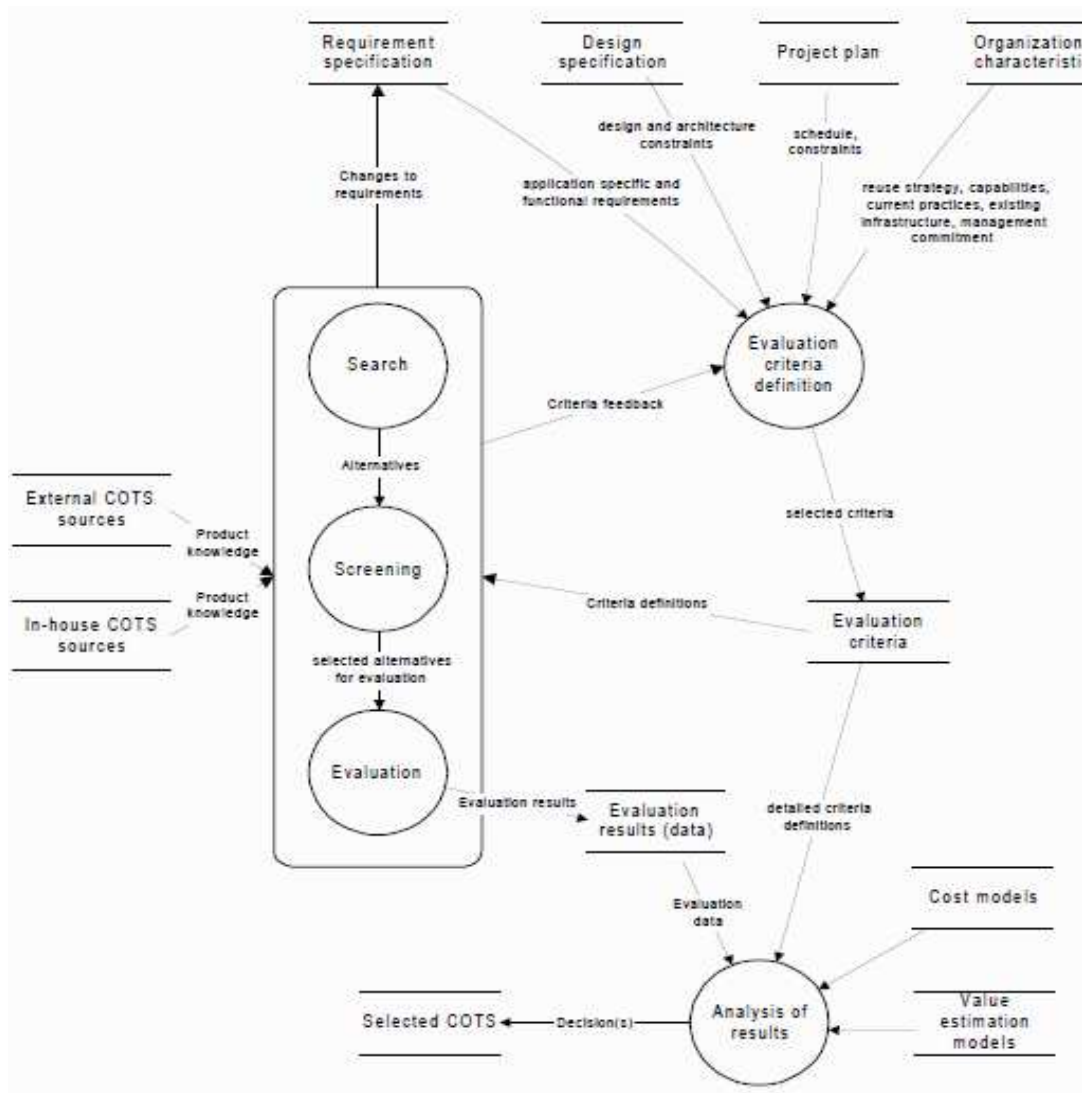 Requirement
specification
Design
specification
Project plan
Organization
characteristi
design and architecture
constraints
schedule,
constraints
Changes to
requirements
application specific and
functional requirements
reuse strategy, capabilities,
current practices, existing
infrastructure, management
commitment
Search
Evaluation
criteria
definition
Criteria feedback
Alternatives
External COTS
sources
selected criteria
Product
knowledge
Screening
Product
knowledge
Criteria definitions
In-house COTS
sources
Evaluation
criteria
selected alternatives
for evaluation
Evaluation
Evaluation results
Evaluation
results (data)
detailed criteria
definitions
Cost models
Evaluation
data
Selected COTS
Decision(s)
Analysis of
results
Value
estimation
models